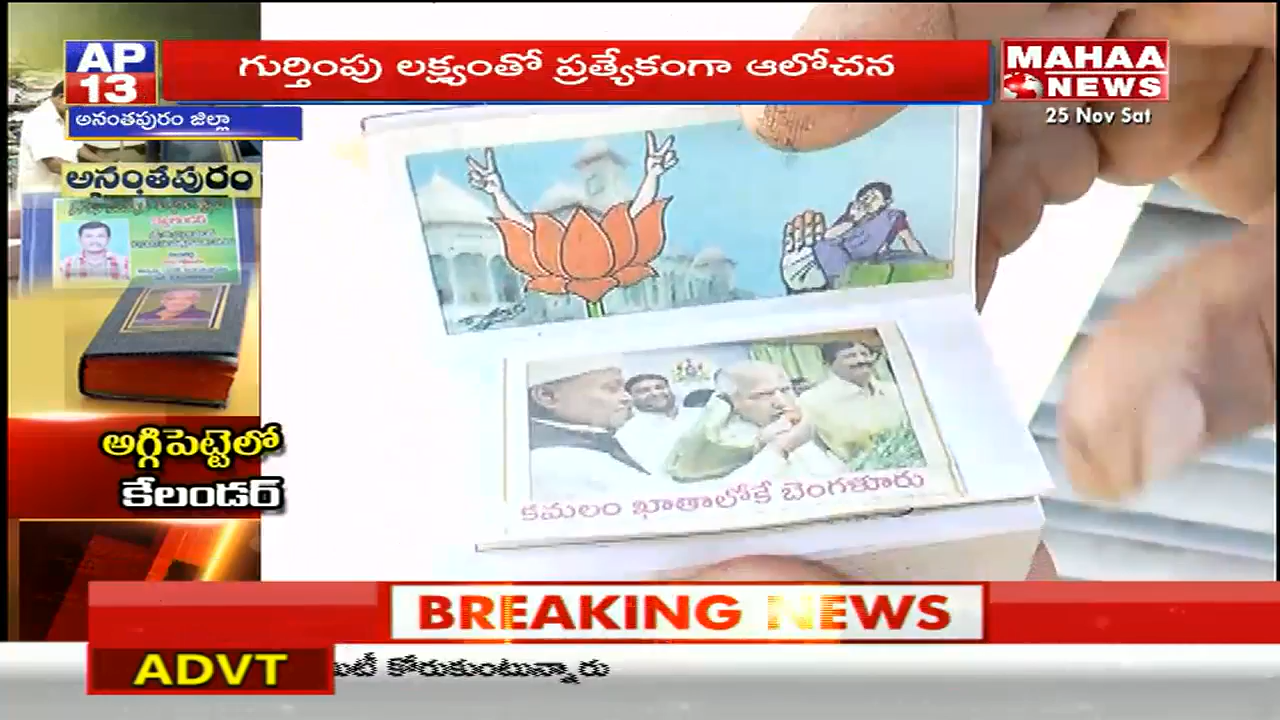 AP
13
గుర్తింపు లక్ష్యంతో ప్రత్యేకంగా ఆలోచన
MAHAA
NEWS
25 Nov Sat
అనంతపురం జిల్లా
అనంతపురం
అగ్గిపెట్టెలో
కేలండర్
కమలం ఖాతాలోకే బెంగళూరు
BREAKING NEWS
ADVT
కోరుకుంటున్నారు